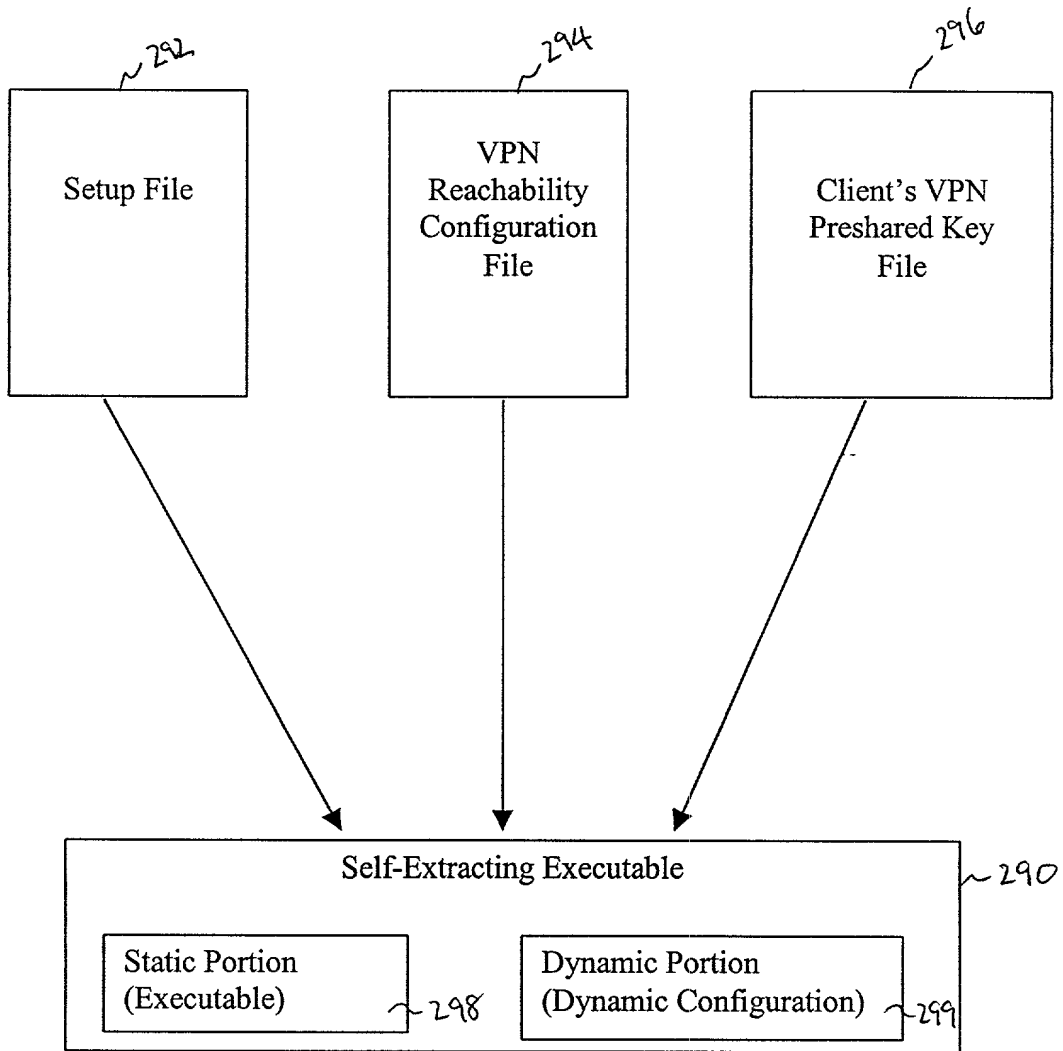 292
294
296
Setup File
VPN
Reachability
Configuration
File
Client's VPN
Preshared Key
File
Self-Extracting Executable
290
Static Portion
(Executable)
298
Dynamic Portion
(Dynamic Configuration)
299